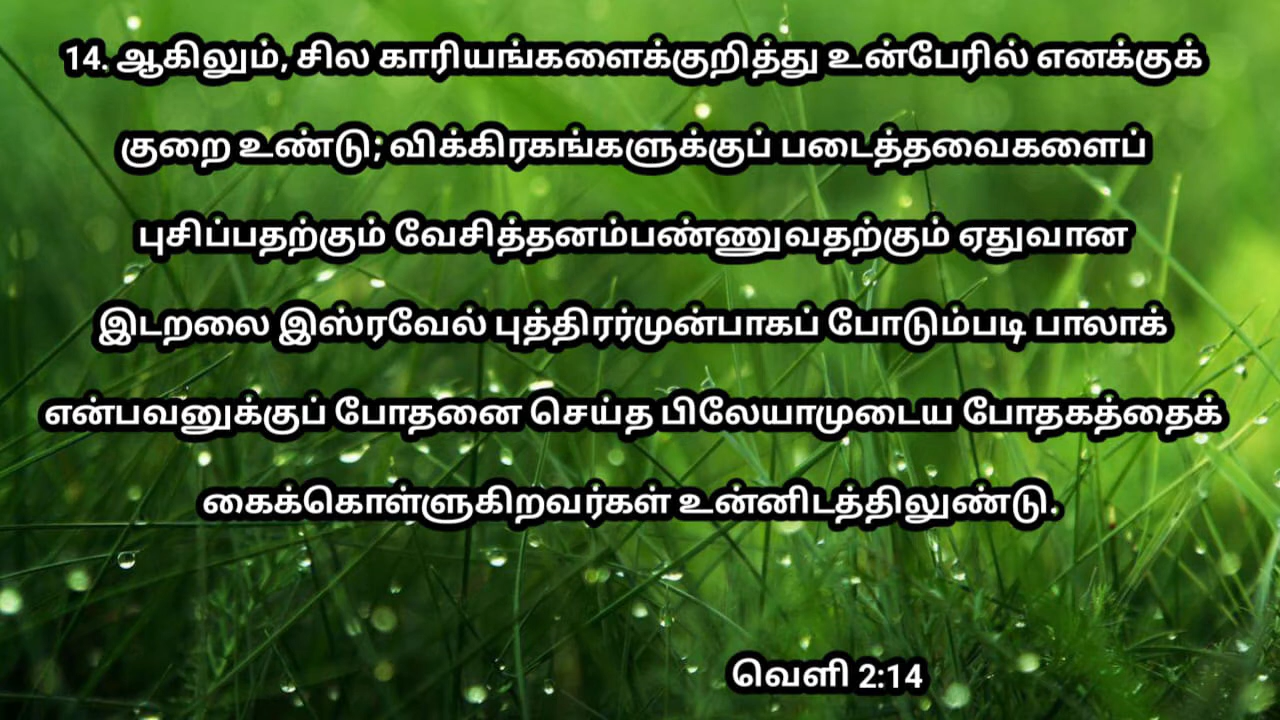 14. ஆகிலும், சில காரியங்களைக்குறித்து உன்பேரில் எனக்குக்
குறை உண்டு; விக்கிரகங்களுக்குப் படைத்தவைகளைப்
புசிப்பதற்கும் வேசித்தனம்பண்ணுவதற்கும் ஏதுவான
இடறலை இஸ்ரவேல் புத்திரர்முன்பாகப் போடும்படி பாலாக்
என்பவனுக்குப் போதனை செய்த பிலேயாமுடைய போதகத்தைக்
கைக்கொள்ளுகிறவர்கள் உன்னிடத்திலுண்டு.
வெளி 2:14